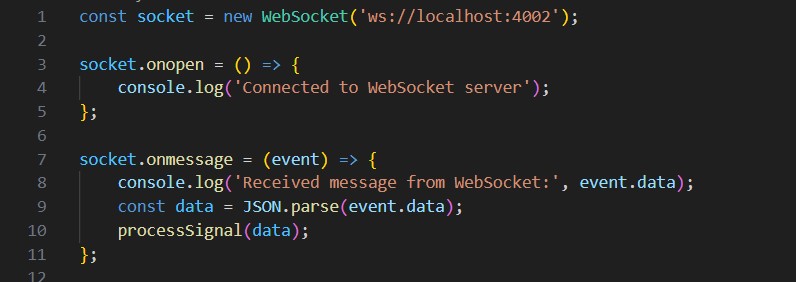 1 const socket = new WebSocket('ws://localhost:4002');
2
3 socket.onopen = () => {
4     console.log('Connected to WebSocket server');
5 };
6
7 socket.onmessage = (event) => {
8     console.log('Received message from WebSocket:', event.data);
9     const data = JSON.parse(event.data);
10     processSignal(data);
11 };
12